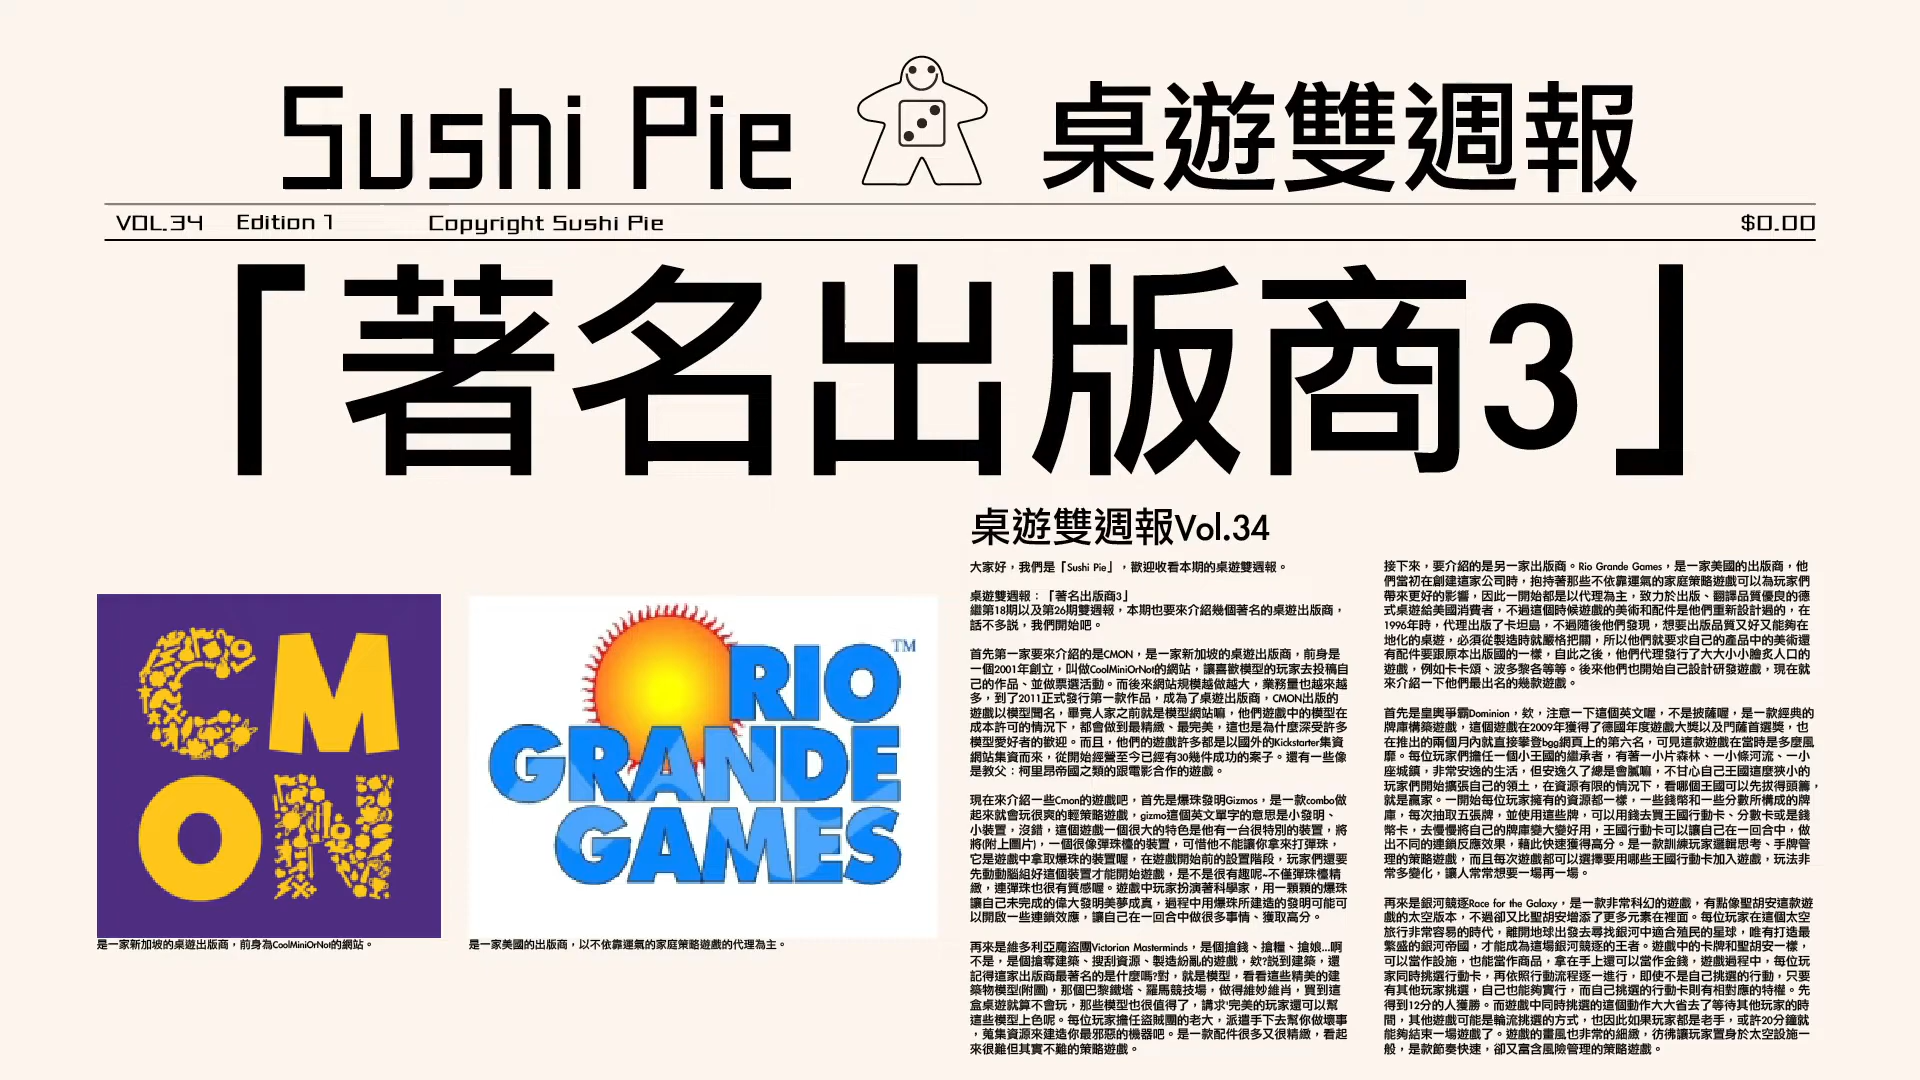 Sushi Pie 桌遊雙週報
VOL.34 Edition 1 Copyright Sushi Pie $0.00
「著名出版商3」
CMON
RIO
GRANDE
GAMES
TM
是一家新加坡的桌遊出版商，前身為CoolMiniOrNot的網站。
是一家美國的出版商，以不依靠運氣的家庭策略遊戲的代理為主。
桌遊雙週報Vol.34
大家好，我們是「Sushi Pie」，歡迎收看本期的桌遊雙週報。
桌遊雙週報：「著名出版商3」
繼第18期以及第26期雙週報，本期也要來介紹幾個著名的桌遊出版商，
話不多說，我們開始吧。
首先第一家要來介紹的是CMON，是一家新加坡的桌遊出版商，前身是
一個2001年創立，叫做CoolMiniOrNot的網站，讓喜歡模型的玩家去投稿自
己的作品、並做票選活動。而後來網站規模越做越大，業務量也越來越
多，到了2011正式發行第一款作品，成為了桌遊出版商，CMON出版的
遊戲以模型聞名，畢竟人家之前就是模型網站嘛，他們遊戲中的模型在
成本許可的情況下，都會做到最精緻、最完美，這也是為什麼深受許多
模型愛好者的歡迎。而且，他們的遊戲許多都是以國外的Kickstarter集資
網站集資而來，從開始經營至今已經有30幾件成功的案子。還有一些像
是教父：柯里昂帝國之類的跟電影合作的遊戲。
現在來介紹一些Cmon的遊戲吧，首先是爆珠發明Gizmos，是一款combo做
起來就會玩很爽的輕策略遊戲，gizmo這個英文單字的意思是小發明、
小裝置，沒錯，這個遊戲一個很大的特色是他有一台很特別的裝置，將
將(附上圖片)，一個很像彈珠檯的裝置，可惜他不能讓你拿來打彈珠，
它是遊戲中拿取爆珠的裝置喔，在遊戲開始前的設置階段，玩家們還要
先動動腦組好這個裝置才能開始遊戲，是不是很有趣呢~不僅彈珠檯精
緻，連彈珠也很有質感喔。遊戲中玩家扮演著科學家，用一顆顆的爆珠
讓自己未完成的偉大發明美夢成真，過程中用爆珠所建造的發明可能可
以開啟一些連鎖效應，讓自己在一回合中做很多事情、獲取高分。
再來是維多利亞魔盜團Victorian Masterminds，是個搶錢、搶糧、搶娘...啊
不是，是個搶奪建築、搜刮資源、製造紛亂的遊戲，欸?說到建築，還
記得這家出版商最著名的是什麼嗎?對，就是模型，看看這些精美的建
築物模型(附圖)，那個巴黎鐵塔、羅馬競技場，做得維妙維肖，買到這
盒桌遊就算不會玩，那些模型也很值得了，講求'完美的玩家還可以幫
這些模型上色呢。每位玩家擔任盜賊團的老大，派遣手下去幫你做壞事
，蒐集資源來建造你最邪惡的機器吧。是一款配件很多又很精緻，看起
來很難但其實不難的策略遊戲。
接下來，要介紹的是另一家出版商。Rio Grande Games，是一家美國的出版商，他
們當初在創建這家公司時，抱持著那些不依靠運氣的家庭策略遊戲可以為玩家們
帶來更好的影響，因此一開始都是以代理為主，致力於出版、翻譯品質優良的德
式桌遊給美國消費者，不過這個時候遊戲的美術和配件是他們重新設計過的，在
1996年時，代理出版了卡坦島，不過隨後他們發現，想要出版品質又好又能夠在
地化的桌遊，必須從製造時就嚴格把關，所以他們就要求自己的產品中的美術還
有配件要跟原本出版國的一樣，自此之後，他們代理發行了大大小小膾炙人口的
遊戲，例如卡卡頌、波多黎各等等。後來他們也開始自己設計研發遊戲，現在就
來介紹一下他們最出名的幾款遊戲。
首先是皇輿爭霸Dominion，欸，注意一下這個英文喔，不是披薩喔，是一款經典的
牌庫構築遊戲，這個遊戲在2009年獲得了德國年度遊戲大獎以及門薩首選獎，也
在推出的兩個月內就直接攀登bgg網頁上的第六名，可見這款遊戲在當時是多麼風
靡。每位玩家們擔任一個小王國的繼承者，有著一小片森林、一小條河流、一小
座城鎮，非常安逸的生活，但安逸久了總是會膩嘛，不甘心自己王國這麼狹小的
玩家們開始擴張自己的領土，在資源有限的情況下，看哪個王國可以先拔得頭籌，
就是贏家。一開始每位玩家擁有的資源都一樣，一些錢幣和一些分數所構成的牌
庫，每次抽取五張牌，並使用這些牌，可以用錢去買王國行動卡、分數卡或是錢
幣卡，去慢慢將自己的牌庫變大變好用，王國行動卡可以讓自己在一回合中，做
出不同的連鎖反應效果，藉此快速獲得高分。是一款訓練玩家邏輯思考、手牌管
理的策略遊戲，而且每次遊戲都可以選擇要用哪些王國行動卡加入遊戲，玩法非
常多變化，讓人常常想要一場再一場。
再來是銀河競逐Race for the Galaxy，是一款非常科幻的遊戲，有點像聖胡安這款遊
戲的太空版本，不過卻又比聖胡安增添了更多元素在裡面。每位玩家在這個太空
旅行非常容易的時代，離開地球出發去尋找銀河中適合殖民的星球，唯有打造最
繁盛的銀河帝國，才能成為這場銀河競逐的王者。遊戲中的卡牌和聖胡安一樣，
可以當作設施，也能當作商品，拿在手上還可以當作金錢，遊戲過程中，每位玩
家同時挑選行動卡，再依照行動流程逐一進行，即使不是自己挑選的行動，只要
有其他玩家挑選，自己也能夠實行，而自己挑選的行動卡則有相對應的特權。先
得到12分的人獲勝。而遊戲中同時挑選的這個動作大大省去了等待其他玩家的時
間，其他遊戲可能是輪流挑選的方式，也因此如果玩家都是老手，或許20分鐘就
能夠結束一場遊戲了。遊戲的畫風也非常的細緻，彷彿讓玩家置身於太空設施一
般，是款節奏快速，卻又富含風險管理的策略遊戲。